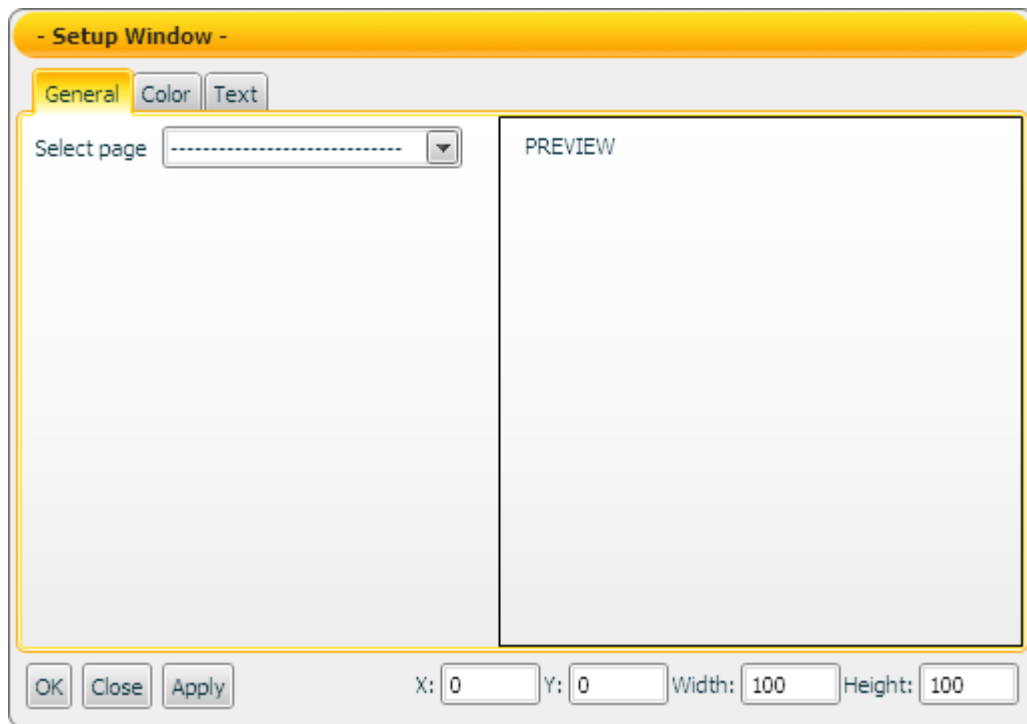 - Setup Window -
General Color Text
Select page ----------------------------- PREVIEW
OK Close Apply X: 0 Y: 0 Width: 100 Height: 100